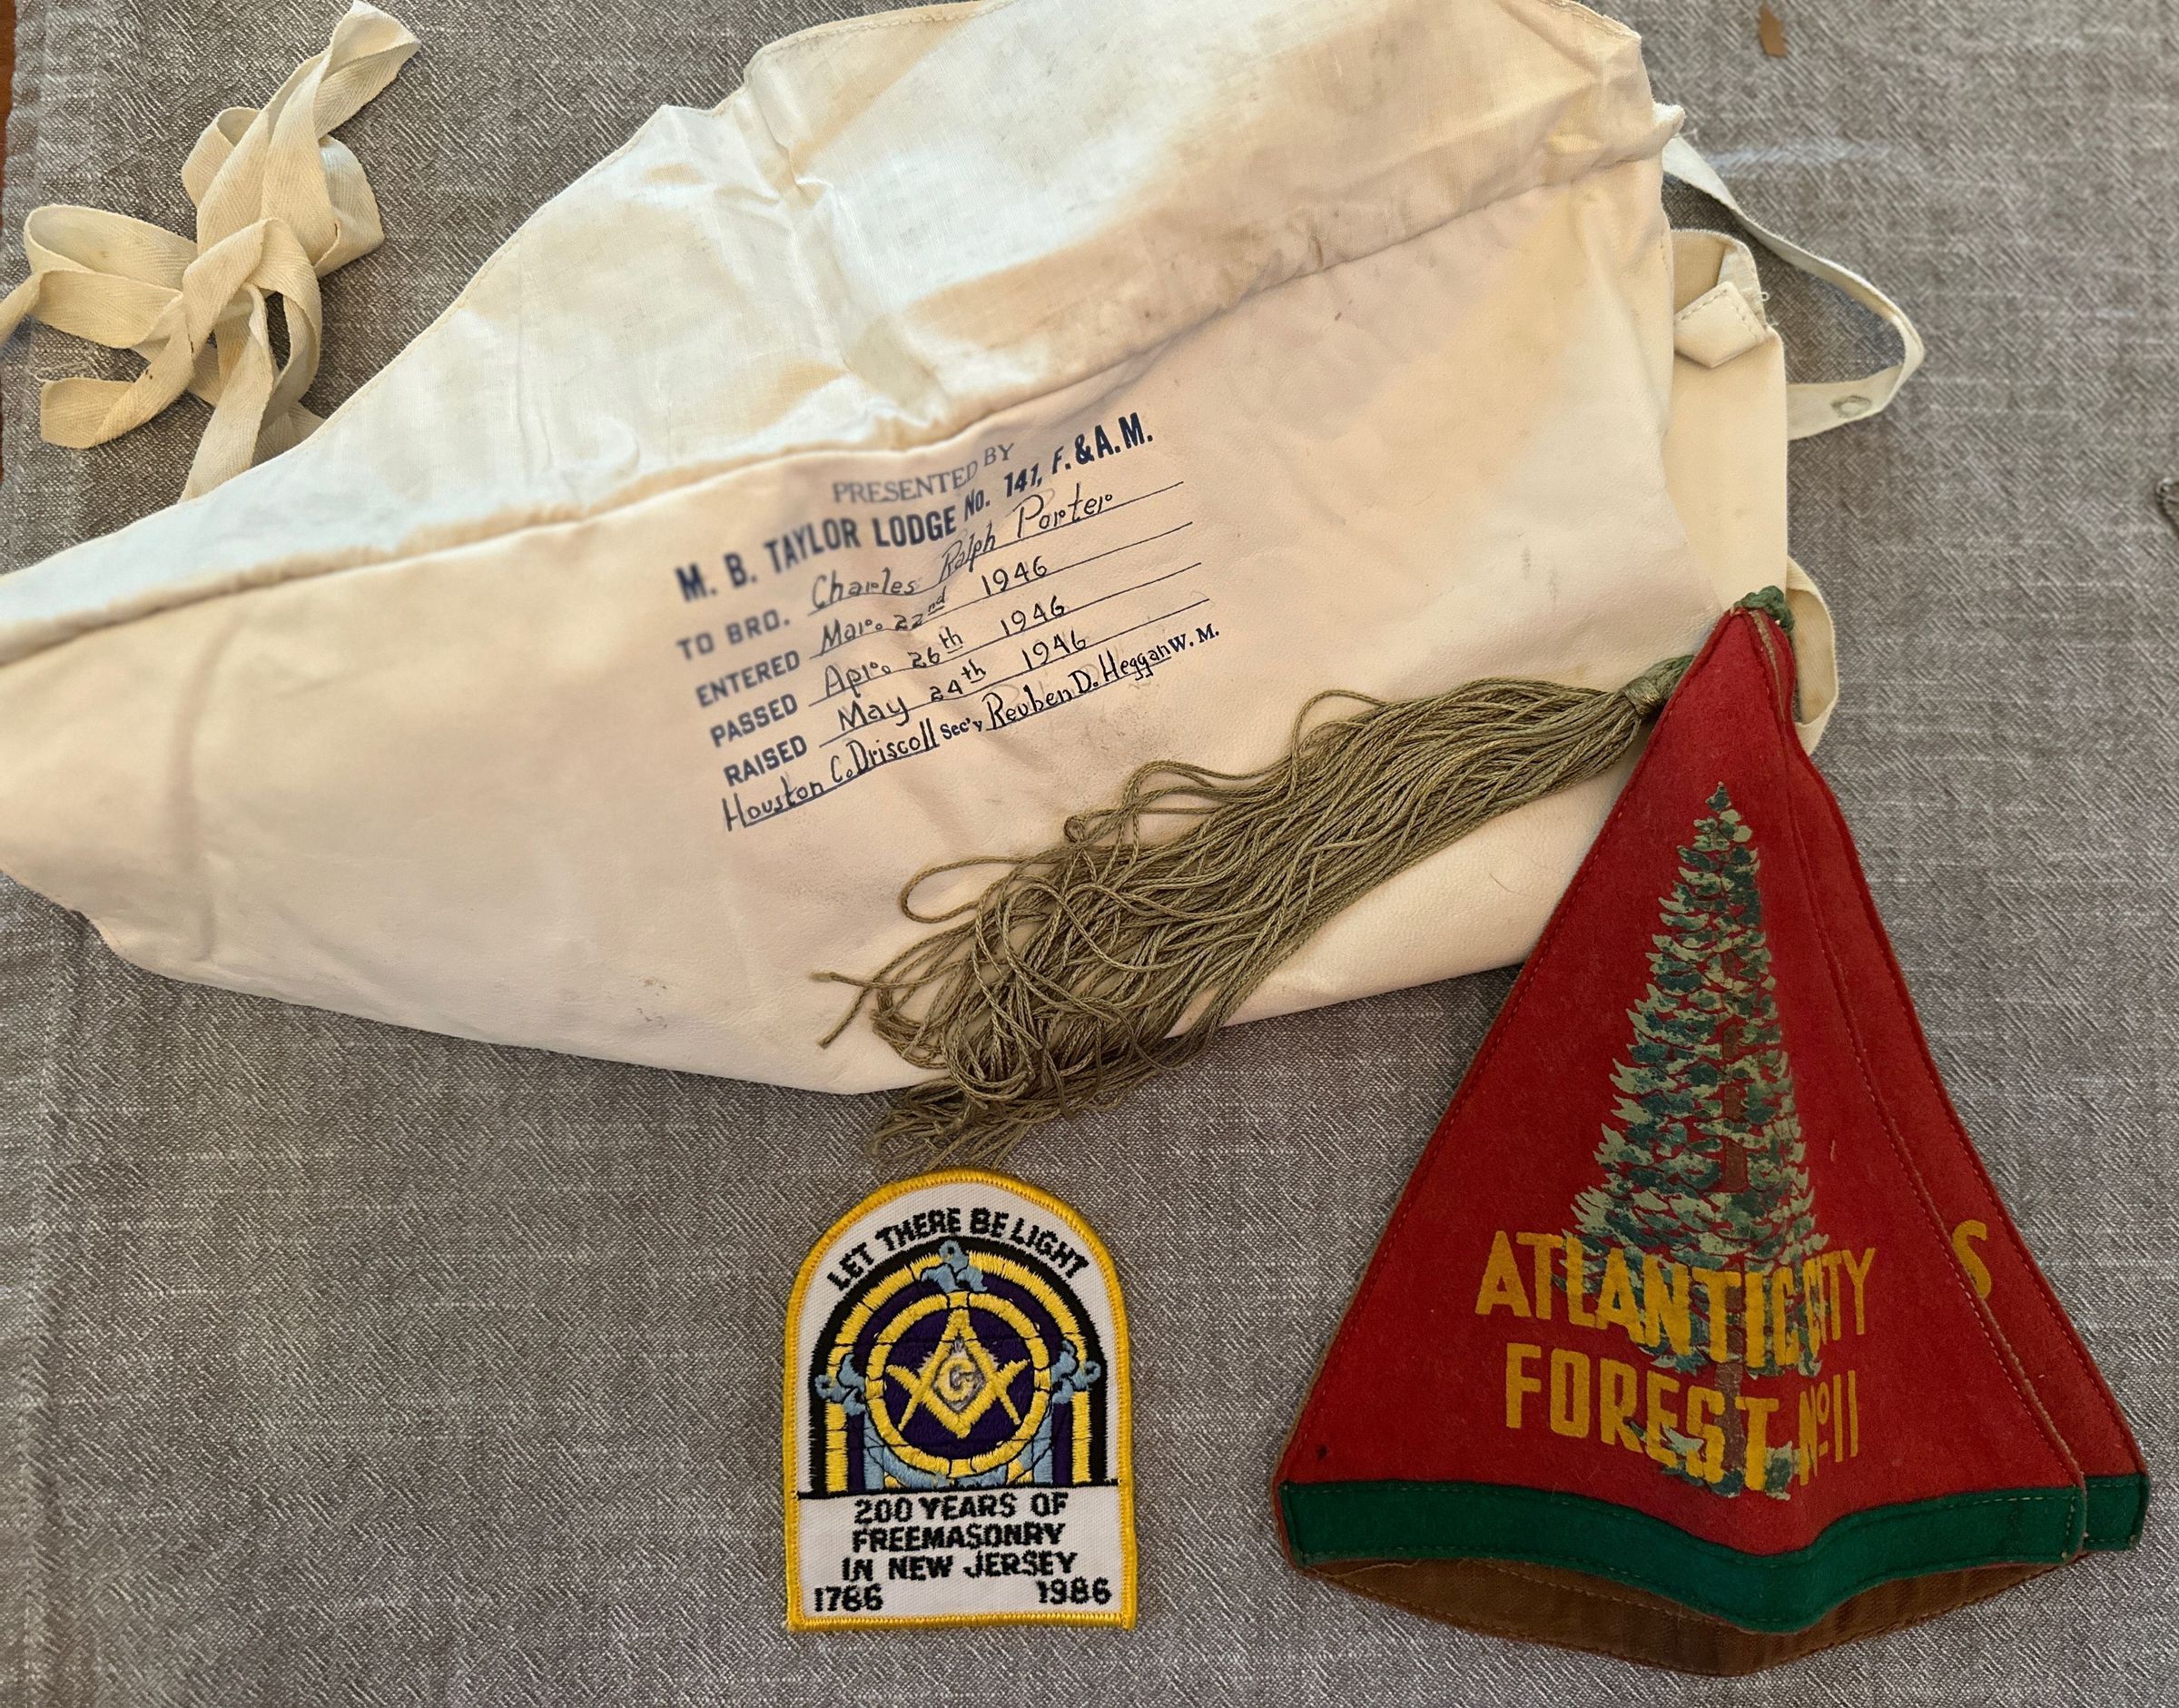 PRESENTED BY
M. B. TAYLOR LODGE No. 141, F. & A. M.
TO BRO. Charles Ralph Porter
ENTERED Mar. 22nd 1946
PASSED Apr. 26th 1946
RAISED May 24th 1946
Houston C. Driscoll Sec'y Reuben D. Heggan W. M.
LET THERE BE LIGHT
G
200 YEARS OF
FREEMASONRY
IN NEW JERSEY
1786 1986
ATLANTIC CITY
FOREST No 11
S